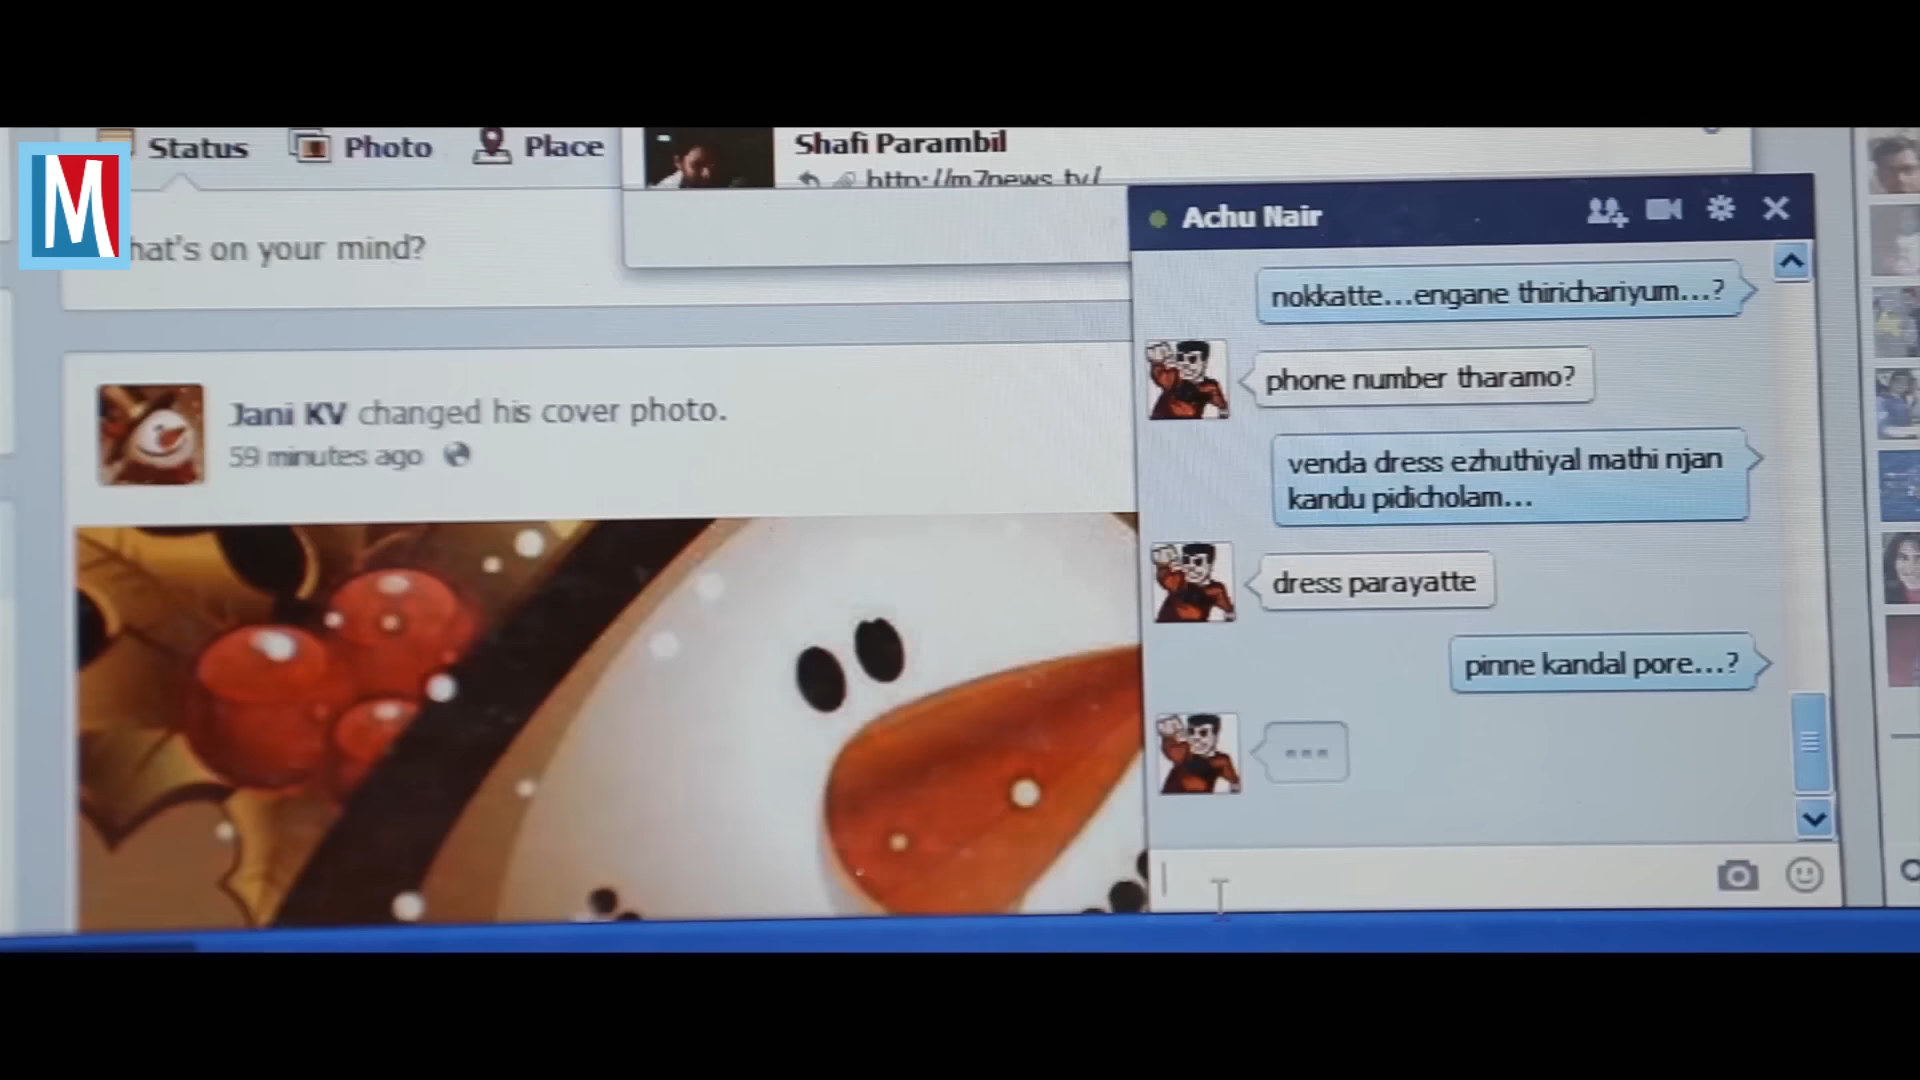 Status Photo Place
Shafi Parambil
http://m7news.tv/
hat's on your mind?
Jani KV changed his cover photo.
59 minutes ago
Achu Nair
nokkatte...engane thirichariyum...?
phone number tharamo?
venda dress ezhuthiyal mathi njan
kandu pidicholam...
dress parayatte
pinne kandal pore...?
M